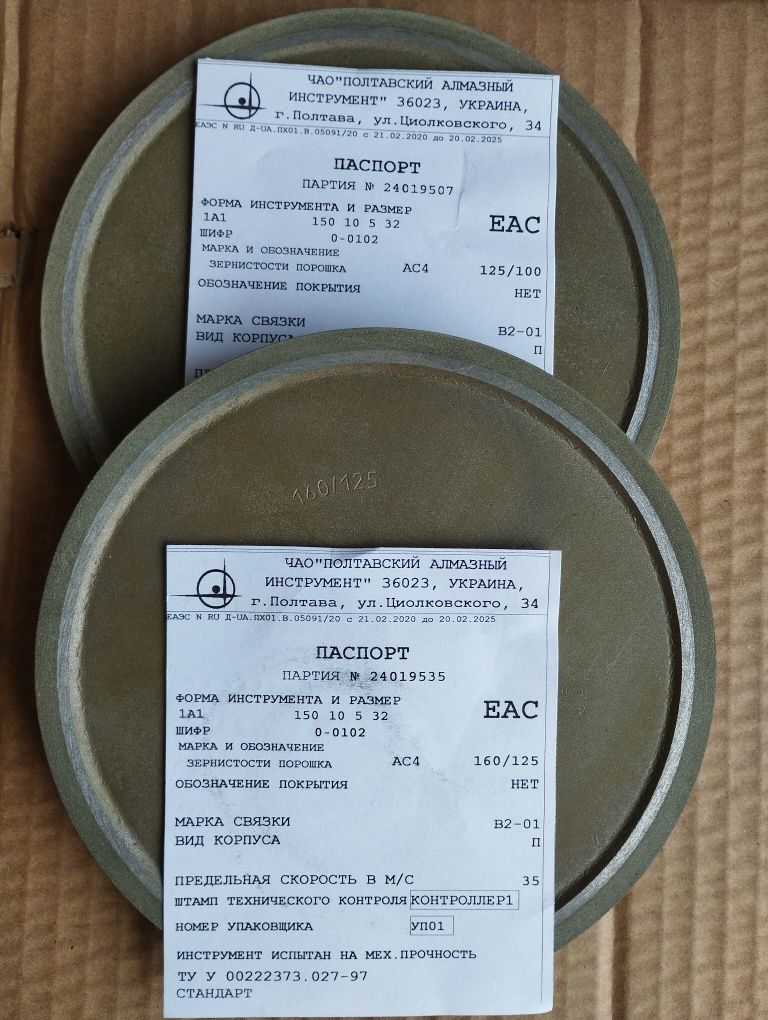 ЧАО"ПОЛТАВСКИЙ АЛМАЗНЫЙ
ИНСТРУМЕНТ" 36023, УКРАИНА,
г.Полтава, ул.Циолковского, 34
ЕАЭС N RU Д-UA.ПХ01.В.05091/20 с 21.02.2020 до 20.02.2025
ПАСПОРТ
ПАРТИЯ № 24019507
ФОРМА ИНСТРУМЕНТА И РАЗМЕР
1А1 150 10 5 32 ЕАС
ШИФР 0-0102
МАРКА И ОБОЗНАЧЕНИЕ
ЗЕРНИСТОСТИ ПОРОШКА АС4 125/100
ОБОЗНАЧЕНИЕ ПОКРЫТИЯ НЕТ
МАРКА СВЯЗКИ В2-01
ВИД КОРПУСА П
160/125
ЧАО"ПОЛТАВСКИЙ АЛМАЗНЫЙ
ИНСТРУМЕНТ" 36023, УКРАИНА,
г.Полтава, ул.Циолковского, 34
ЕАЭС N RU Д-UA.ПХ01.В.05091/20 с 21.02.2020 до 20.02.2025
ПАСПОРТ
ПАРТИЯ № 24019535
ФОРМА ИНСТРУМЕНТА И РАЗМЕР
1А1 150 10 5 32 ЕАС
ШИФР 0-0102
МАРКА И ОБОЗНАЧЕНИЕ
ЗЕРНИСТОСТИ ПОРОШКА АС4 160/125
ОБОЗНАЧЕНИЕ ПОКРЫТИЯ НЕТ
МАРКА СВЯЗКИ В2-01
ВИД КОРПУСА П
ПРЕДЕЛЬНАЯ СКОРОСТЬ В М/С 35
ШТАМП ТЕХНИЧЕСКОГО КОНТРОЛЯ КОНТРОЛЛЕР1
НОМЕР УПАКОВЩИКА УП01
ИНСТРУМЕНТ ИСПЫТАН НА МЕХ.ПРОЧНОСТЬ
ТУ У 00222373.027-97
СТАНДАРТ